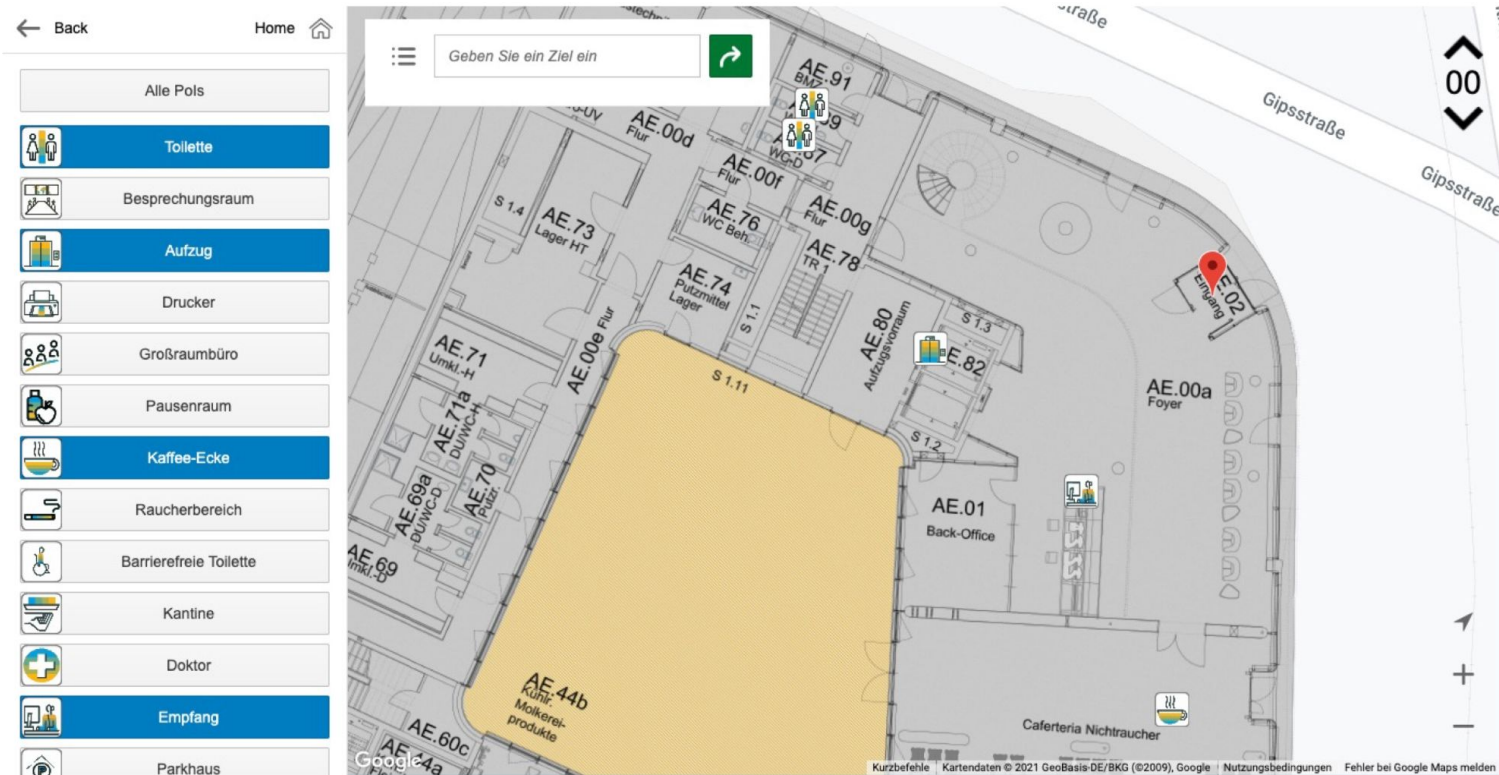 Back
Home
Alle PoIs
Toilette
Besprechungsraum
Aufzug
Drucker
Großraumbüro
Pausenraum
Kaffee-Ecke
Raucherbereich
Barrierefreie Toilette
Kantine
Doktor
Empfang
Parkhaus
Geben Sie ein Ziel ein
straße
Gipsstraße
Gipsstraße
00
AE.91
BMZ
WC-D
AE.00d
Flur
AE.00f
Flur
AE.76
WC Beh.
AE.00g
Flur
AE.78
TR 1
S 1.4
AE.73
Lager HT
AE.74
Putzmittel
Lager
S 1.1
AE.80
Aufzugsvorraum
S 1.3
E.82
S 1.2
E.02
Eingang
AE.00a
Foyer
AE.00e Flur
AE.71
Umkl.-H
AE.71a
DU/WC-H
AE.70
Putzr.
AE.69a
DU/WC-D
AE.69
Umkl.-D
S 1.11
AE.01
Back-Office
AE.44b
Kühlr.
Molkerei-
produkte
AE.60c
Caferteria Nichtraucher
Google
Kurzbefehle
Kartendaten © 2021 GeoBasis-DE/BKG (©2009), Google
Nutzungsbedingungen
Fehler bei Google Maps melden